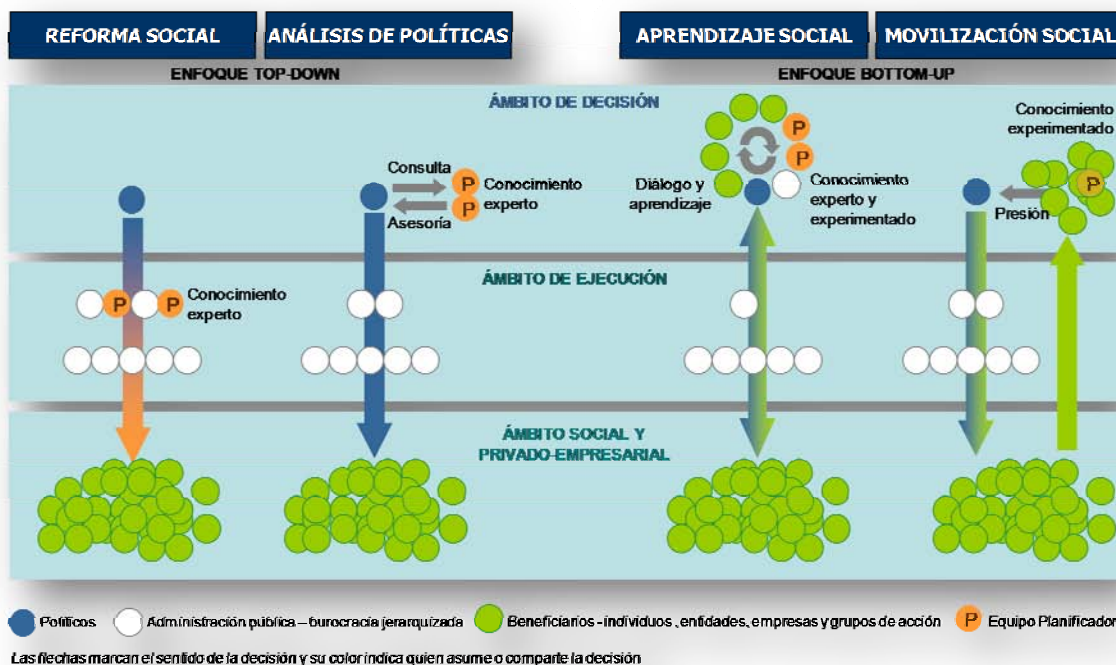 REFORMA SOCIAL
ANÁLISIS DE POLÍTICAS
APRENDIZAJE SOCIAL
MOVILIZACIÓN SOCIAL
ENFOQUE TOP-DOWN
ENFOQUE BOTTOM-UP
ÁMBITO DE DECISIÓN
Consulta
P
P
Asesoría
Conocimiento
experto
Diálogo y
aprendizaje
P
P
Conocimiento
experto y
experimentado
Conocimiento
experimentado
P
Presión
ÁMBITO DE EJECUCIÓN
P
P
Conocimiento
experto
ÁMBITO SOCIAL Y
PRIVADO-EMPRESARIAL
Políticos
Administración pública – burocracia jerarquizada
Beneficiarios - individuos, entidades, empresas y grupos de acción
P
Equipo Planificador
Las flechas marcan el sentido de la decisión y su color indica quien asume o comparte la decisión